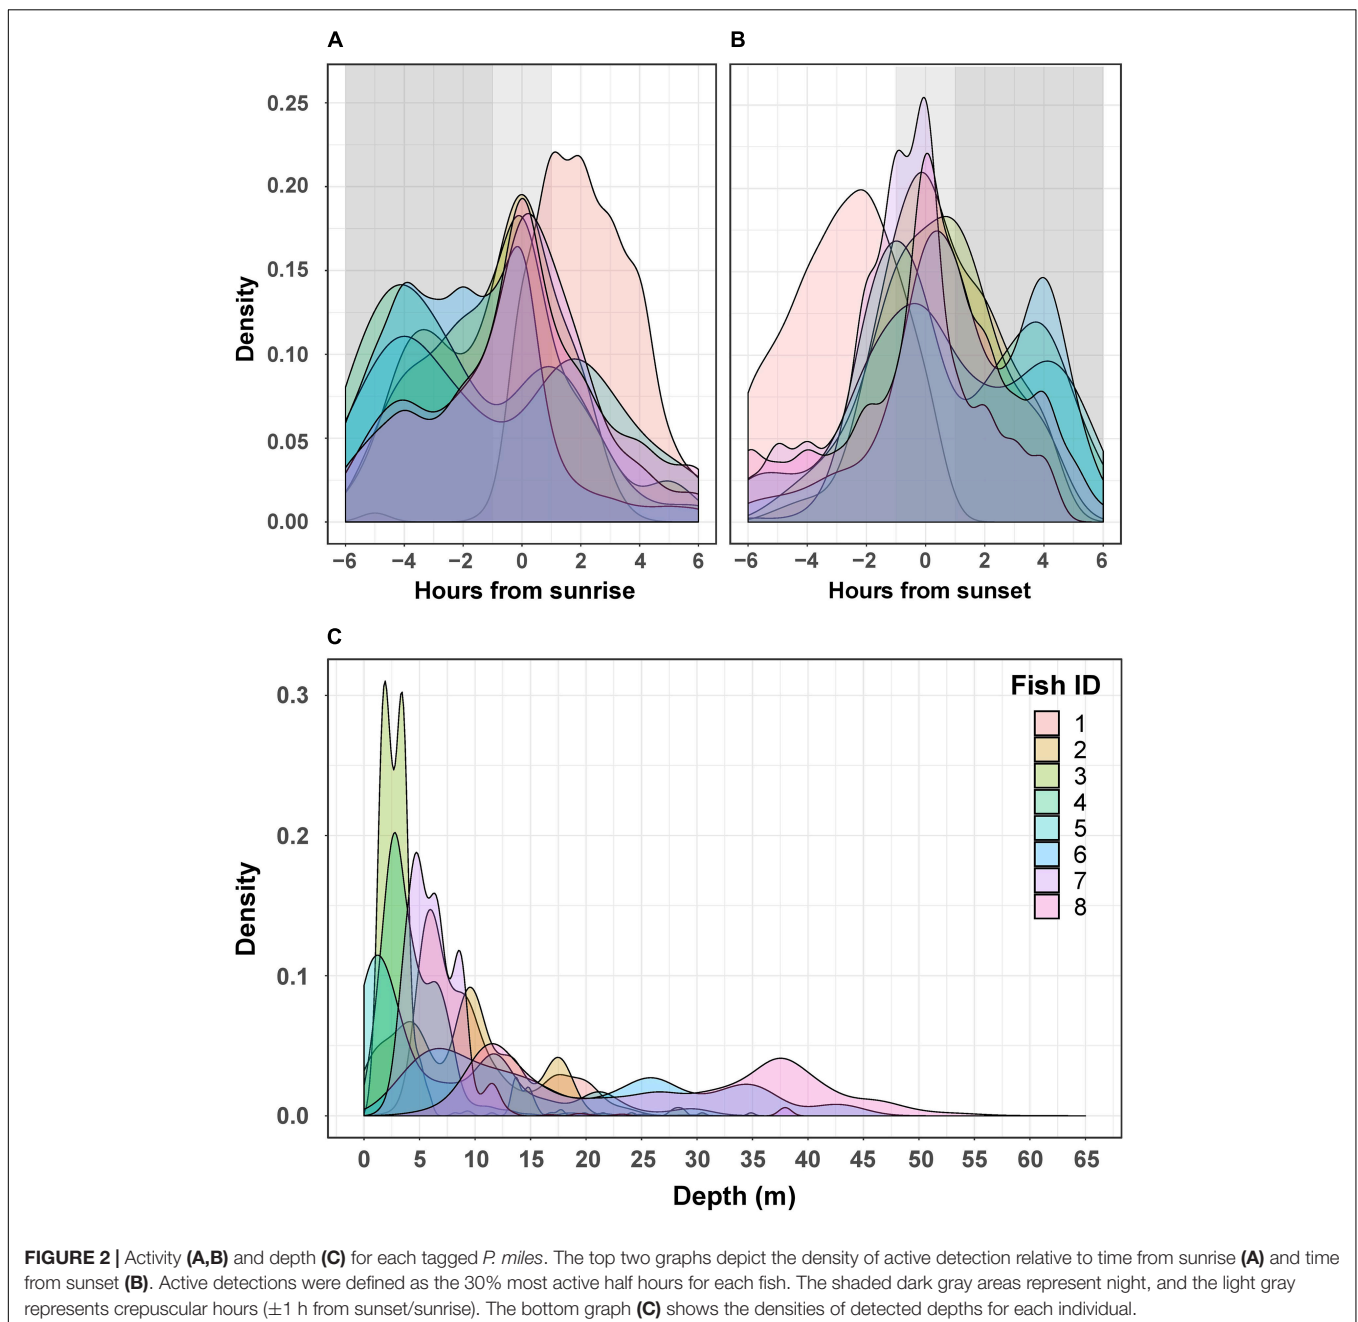 A
B
0.25
0.20
0.15
0.10
0.05
0.00
Density
−6 −4 −2 0 2 4 6
−6 −4 −2 0 2 4 6
Hours from sunrise
Hours from sunset
C
0.3
0.2
0.1
0.0
Density
Fish ID
1
2
3
4
5
6
7
8
0 5 10 15 20 25 30 35 40 45 50 55 60 65
Depth (m)
FIGURE 2 | Activity (A,B) and depth (C) for each tagged P. miles. The top two graphs depict the density of active detection relative to time from sunrise (A) and time
from sunset (B). Active detections were defined as the 30% most active half hours for each fish. The shaded dark gray areas represent night, and the light gray
represents crepuscular hours (±1 h from sunset/sunrise). The bottom graph (C) shows the densities of detected depths for each individual.